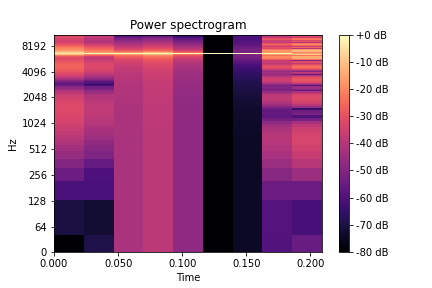 Power spectrogram
+0 dB
8192
-10 dB
4096
-20 dB
2048
-30 dB
1024
Hz
512
-40 dB
256
-50 dB
128
-60 dB
64
-70 dB
0
-80 dB
0.000 0.050 0.100 0.150 0.200
Time